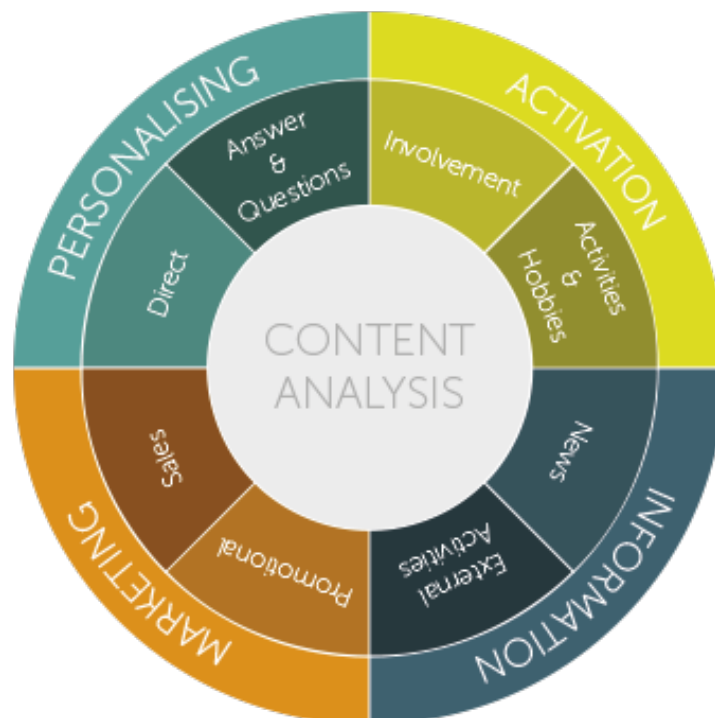 PERSONALISING
ACTIVATION
Answer
&
Questions
Involvement
Direct
Activities
&
Hobbies
CONTENT
ANALYSIS
Sales
News
Promotional
External
Activities
MARKETING
INFORMATION